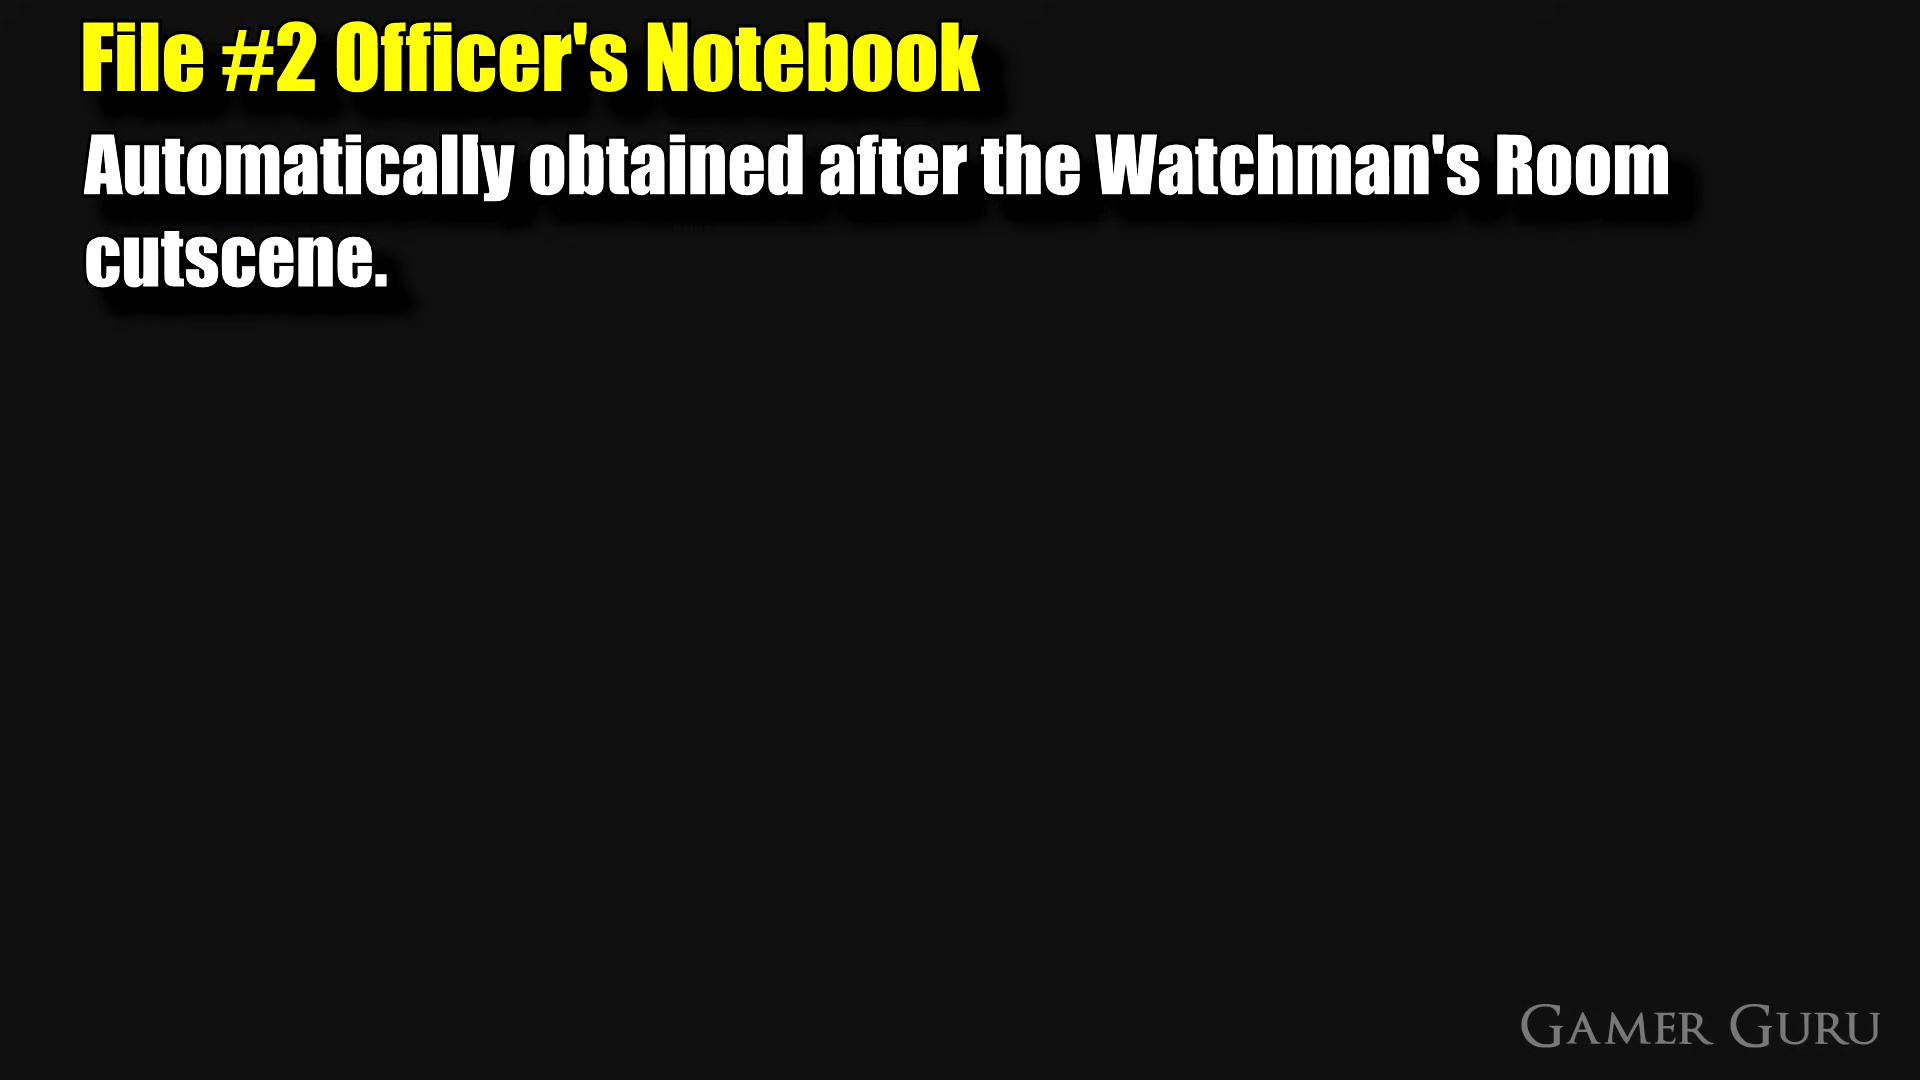 File #2 Officer's Notebook
Automatically obtained after the Watchman's Room
cutscene.
GAMER GURU